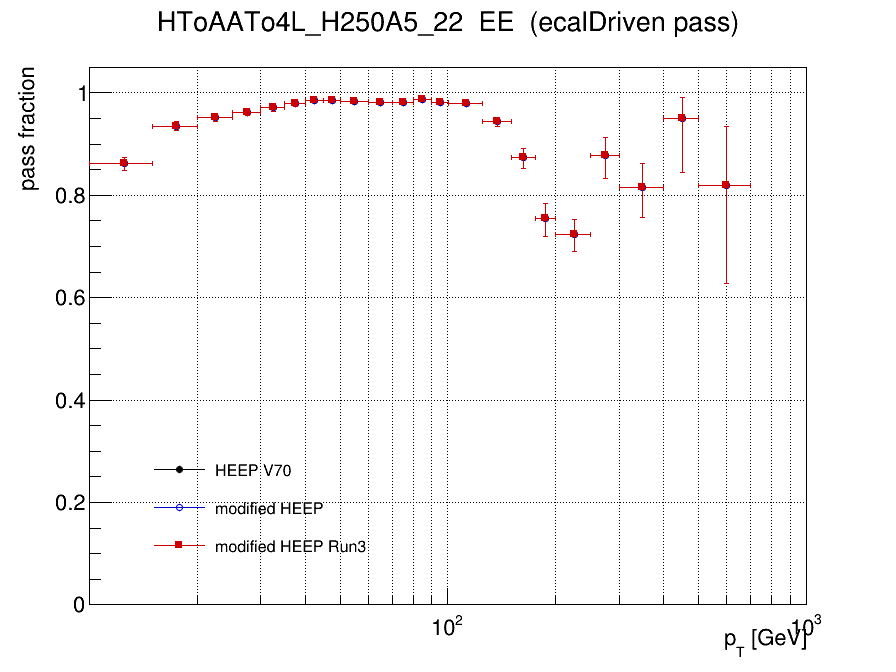 HToAATo4L_H250A5_22 EE (ecalDriven pass)
pass fraction
1
0.8
0.6
0.4
0.2
0
HEEP V70
modified HEEP
modified HEEP Run3
10²
10³
p_T [GeV]